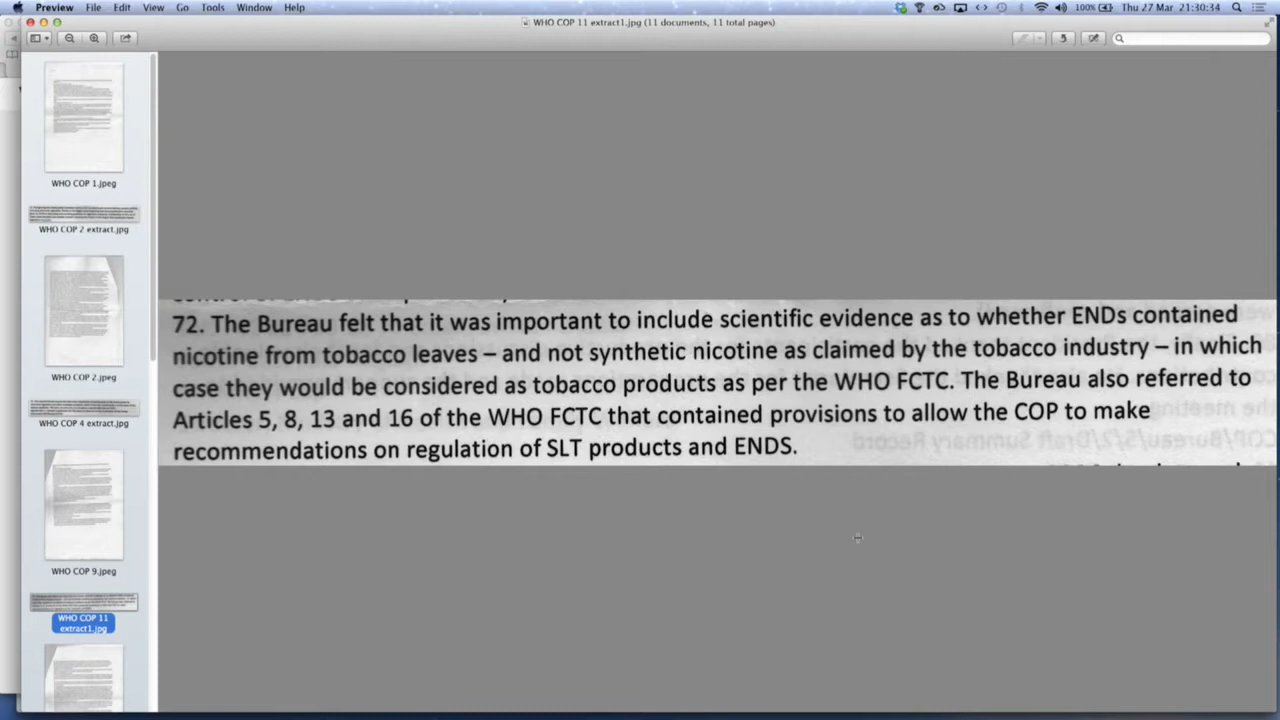 Preview File Edit View Go Tools Window Help
100% Thu 27 Mar 21:30:34
WHO COP 11 extract1.jpg (11 documents, 11 total pages)
WHO COP 1.jpeg
WHO COP 2 extract.jpg
WHO COP 2.jpeg
WHO COP 4 extract.jpg
WHO COP 9.jpeg
WHO COP 11
extract1.jpg
72. The Bureau felt that it was important to include scientific evidence as to whether ENDs contained
nicotine from tobacco leaves – and not synthetic nicotine as claimed by the tobacco industry – in which
case they would be considered as tobacco products as per the WHO FCTC. The Bureau also referred to
Articles 5, 8, 13 and 16 of the WHO FCTC that contained provisions to allow the COP to make
recommendations on regulation of SLT products and ENDS.